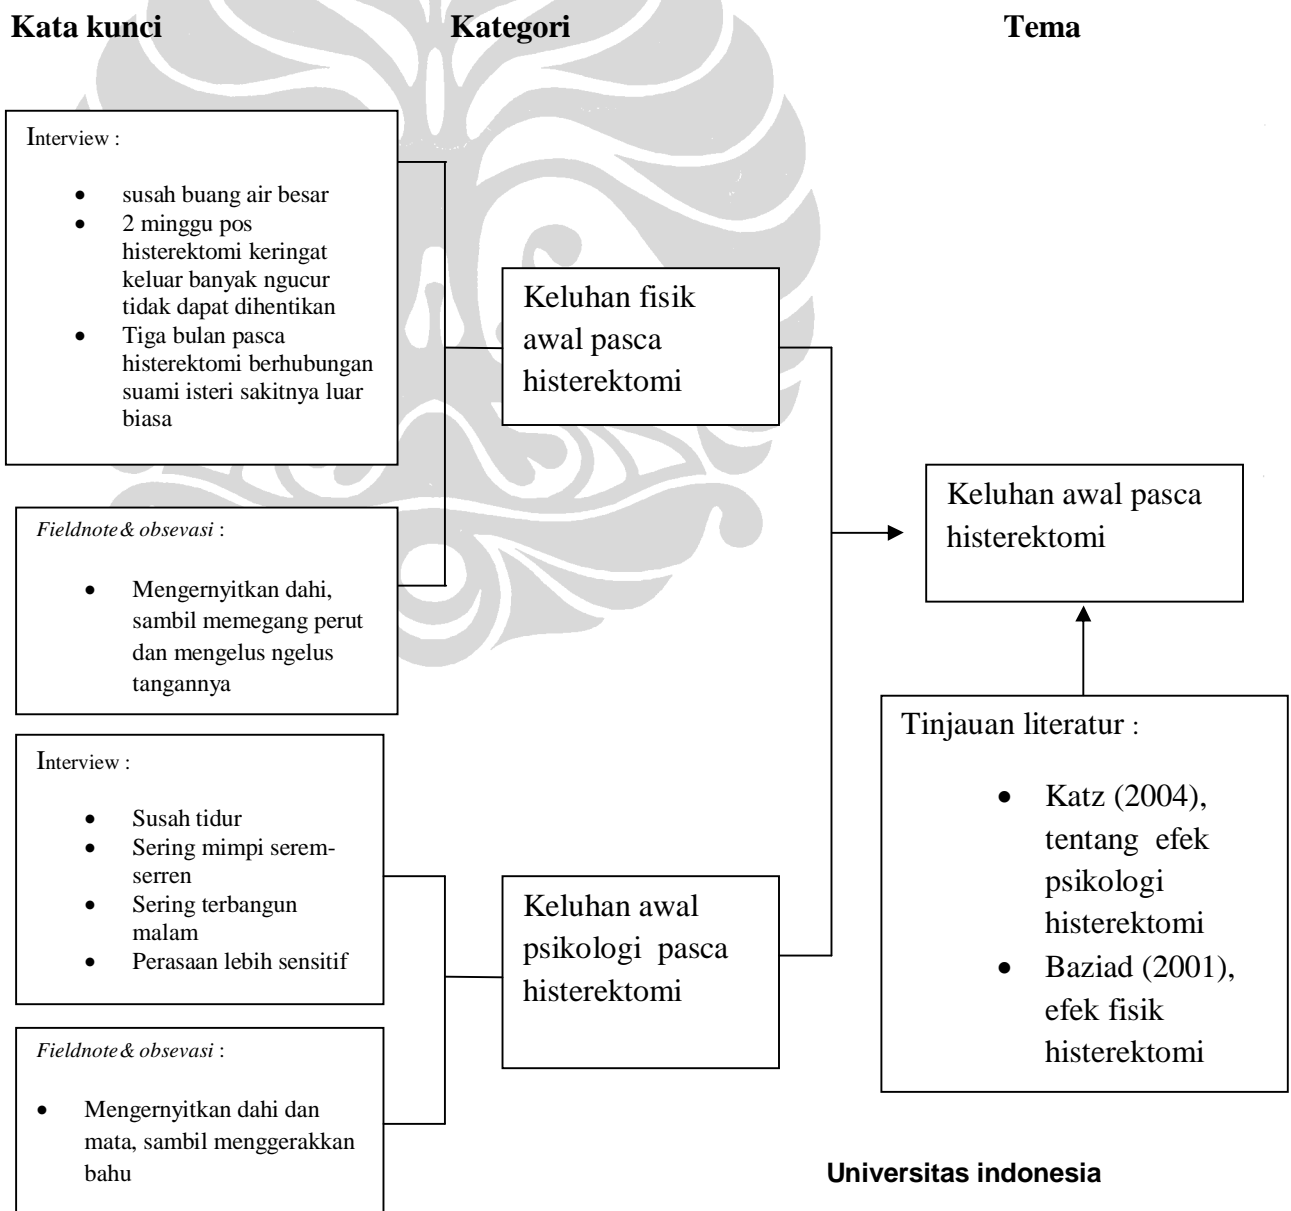 Kata kunci Kategori Tema
Interview :
• susah buang air besar
• 2 minggu pos
histerektomi keringat
keluar banyak ngucur
tidak dapat dihentikan
• Tiga bulan pasca
histerektomi berhubungan
suami isteri sakitnya luar
biasa
Fieldnote& obsevasi :
• Mengernyitkan dahi,
sambil memegang perut
dan mengelus ngelus
tangannya
Interview :
• Susah tidur
• Sering mimpi serem-
serren
• Sering terbangun
malam
• Perasaan lebih sensitif
Fieldnote& obsevasi :
• Mengernyitkan dahi dan
mata, sambil menggerakkan
bahu
Keluhan fisik
awal pasca
histerektomi
Keluhan awal
psikologi pasca
histerektomi
Keluhan awal pasca
histerektomi
Tinjauan literatur :
• Katz (2004),
tentang efek
psikologi
histerektomi
• Baziad (2001),
efek fisik
histerektomi
Universitas indonesia